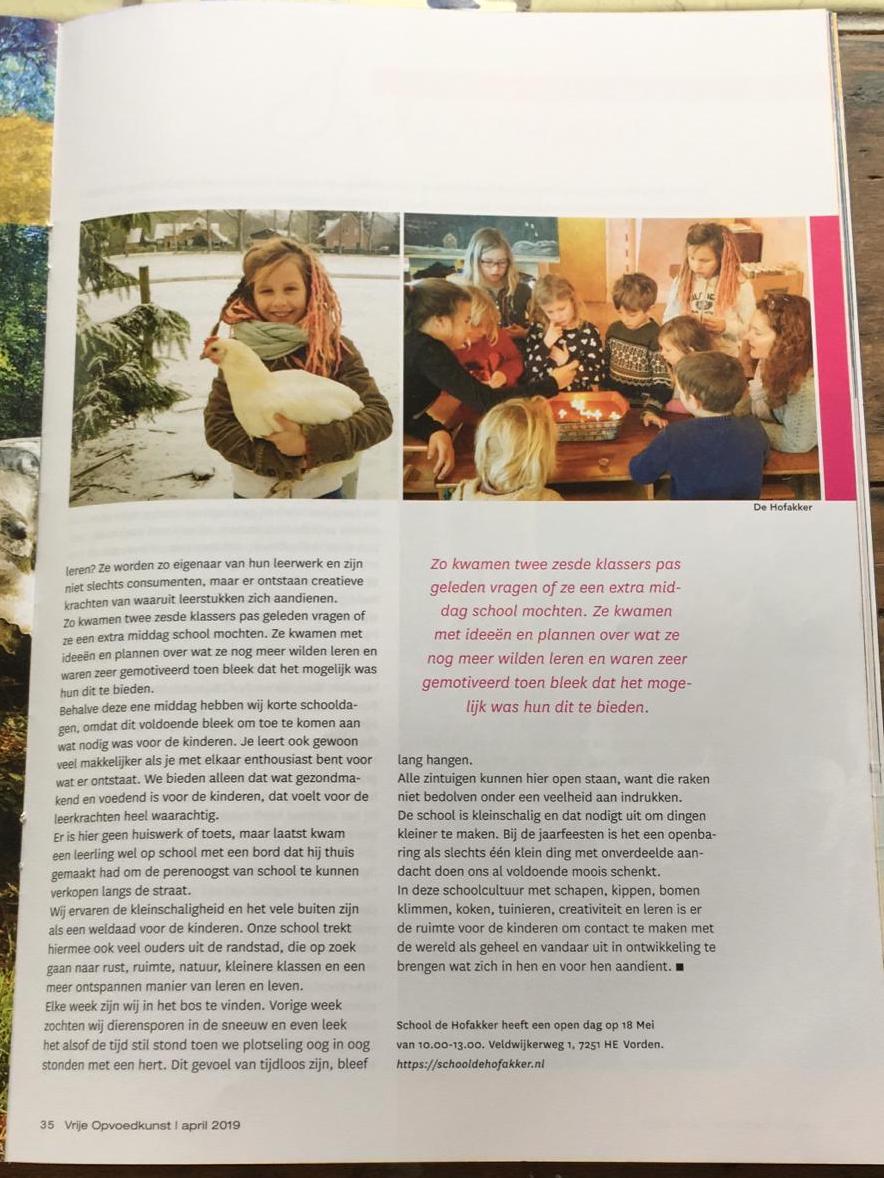 De Hofakker
leren? Ze worden zo eigenaar van hun leerwerk en zijn
niet slechts consumenten, maar er ontstaan creatieve
krachten van waaruit leerstukken zich aandienen.
Zo kwamen twee zesde klassers pas geleden vragen of
ze een extra middag school mochten. Ze kwamen met
ideeën en plannen over wat ze nog meer wilden leren en
waren zeer gemotiveerd toen bleek dat het mogelijk was
hun dit te bieden.
Behalve deze ene middag hebben wij korte schoolda-
gen, omdat dit voldoende bleek om toe te komen aan
wat nodig was voor de kinderen. Je leert ook gewoon
veel makkelijker als je met elkaar enthousiast bent voor
wat er ontstaat. We bieden alleen dat wat gezondma-
kend en voedend is voor de kinderen, dat voelt voor de
leerkrachten heel waarachtig.
Er is hier geen huiswerk of toets, maar laatst kwam
een leerling wel op school met een bord dat hij thuis
gemaakt had om de perenoogst van school te kunnen
verkopen langs de straat.
Wij ervaren de kleinschaligheid en het vele buiten zijn
als een weldaad voor de kinderen. Onze school trekt
hiermee ook veel ouders uit de randstad, die op zoek
gaan naar rust, ruimte, natuur, kleinere klassen en een
meer ontspannen manier van leren en leven.
Elke week zijn wij in het bos te vinden. Vorige week
zochten wij dierensporen in de sneeuw en even leek
het alsof de tijd stil stond toen we plotseling oog in oog
stonden met een hert. Dit gevoel van tijdloos zijn, bleef
Zo kwamen twee zesde klassers pas
geleden vragen of ze een extra mid-
dag school mochten. Ze kwamen
met ideeën en plannen over wat ze
nog meer wilden leren en waren zeer
gemotiveerd toen bleek dat het moge-
lijk was hun dit te bieden.
lang hangen.
Alle zintuigen kunnen hier open staan, want die raken
niet bedolven onder een veelheid aan indrukken.
De school is kleinschalig en dat nodigt uit om dingen
kleiner te maken. Bij de jaarfeesten is het een openba-
ring als slechts één klein ding met onverdeelde aan-
dacht doen ons al voldoende moois schenkt.
In deze schoolcultuur met schapen, kippen, bomen
klimmen, koken, tuinieren, creativiteit en leren is er
de ruimte voor de kinderen om contact te maken met
de wereld als geheel en vandaar uit in ontwikkeling te
brengen wat zich in hen en voor hen aandient. ■
School de Hofakker heeft een open dag op 18 Mei
van 10.00-13.00. Veldwijkerweg 1, 7251 HE Vorden.
https://schooldehofakker.nl
35 Vrije Opvoedkunst | april 2019